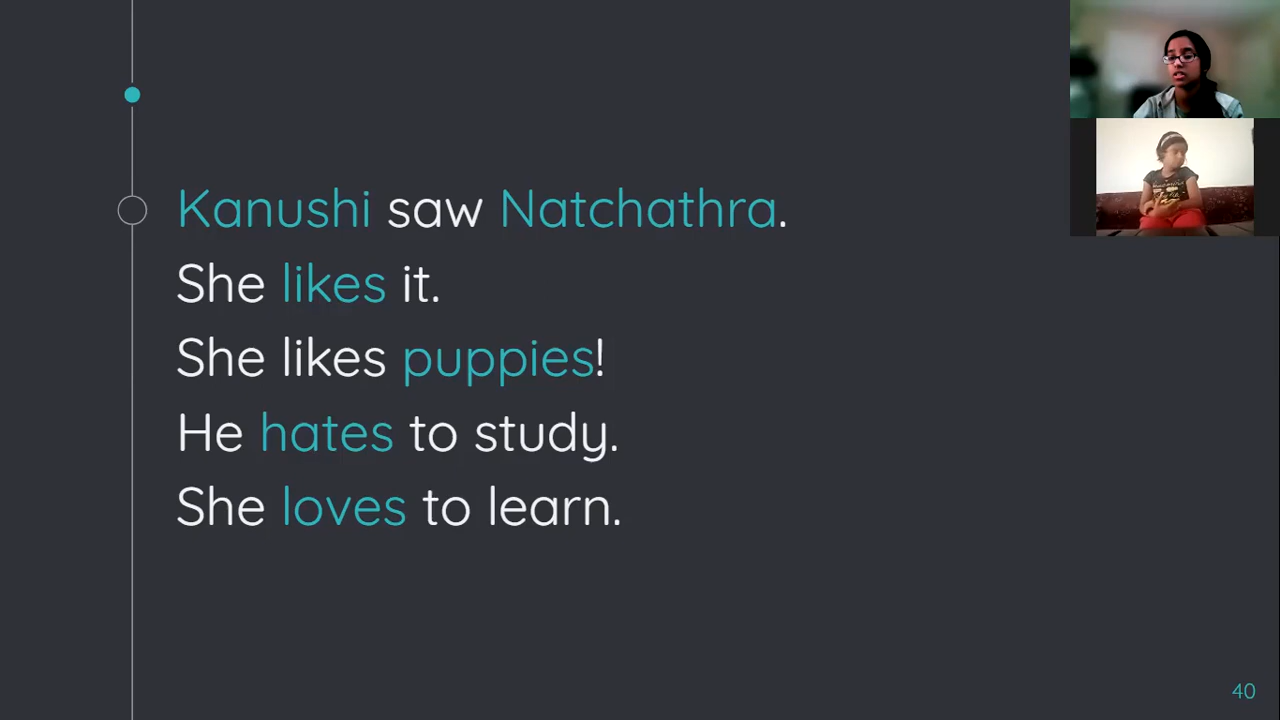 Kanushi saw Natchathra.
She likes it.
She likes puppies!
He hates to study.
She loves to learn.
40